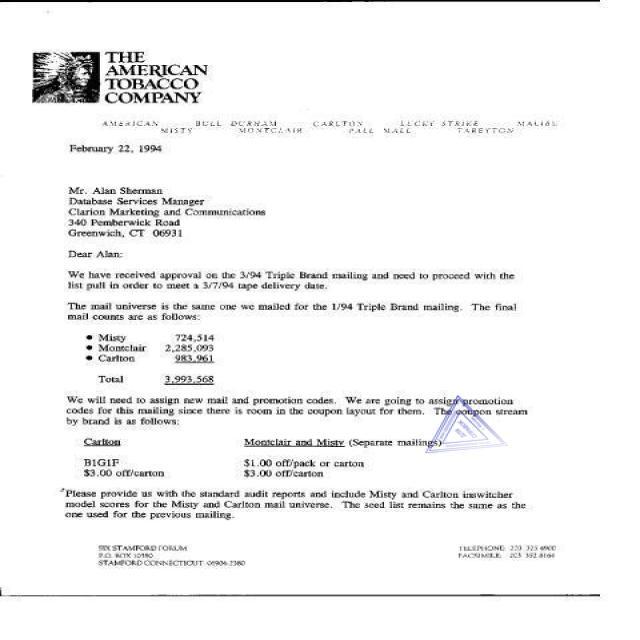 THE
AMERICAN
TOBACCO
COMPANY
AMERICAN BULL DURHAM CARLTON LUCKY STRIKE MALIBU
MISTY MONTCLAIR PALL MALL TAREYTON
February 22, 1994
Mr. Alan Sherman
Database Services Manager
Clarion Marketing and Communications
340 Pemberwick Road
Greenwich, CT 06931
Dear Alan:
We have received approval on the 3/94 Triple Brand mailing and need to proceed with the
list pull in order to meet a 3/7/94 tape delivery date.
The mail universe is the same one we mailed for the 1/94 Triple Brand mailing. The final
mail counts are as follows:
• Misty 724,514
• Montclair 2,285,093
• Carlton 983,961
Total 3,993,568
We will need to assign new mail and promotion codes. We are going to assign promotion
codes for this mailing since there is room in the coupon layout for them. The coupon stream
by brand is as follows:
Carlton Montclair and Misty (Separate mailings)
B1G1F $1.00 off/pack or carton
$3.00 off/carton $3.00 off/carton
Please provide us with the standard audit reports and include Misty and Carlton inswitcher
model scores for the Misty and Carlton mail universe. The seed list remains the same as the
one used for the previous mailing.
SIX STAMFORD FORUM TELEPHONE: 203 325-4900
P.O. BOX 10380 FACSIMILE: 203 352-8164
STAMFORD CONNECTICUT 06904-2380